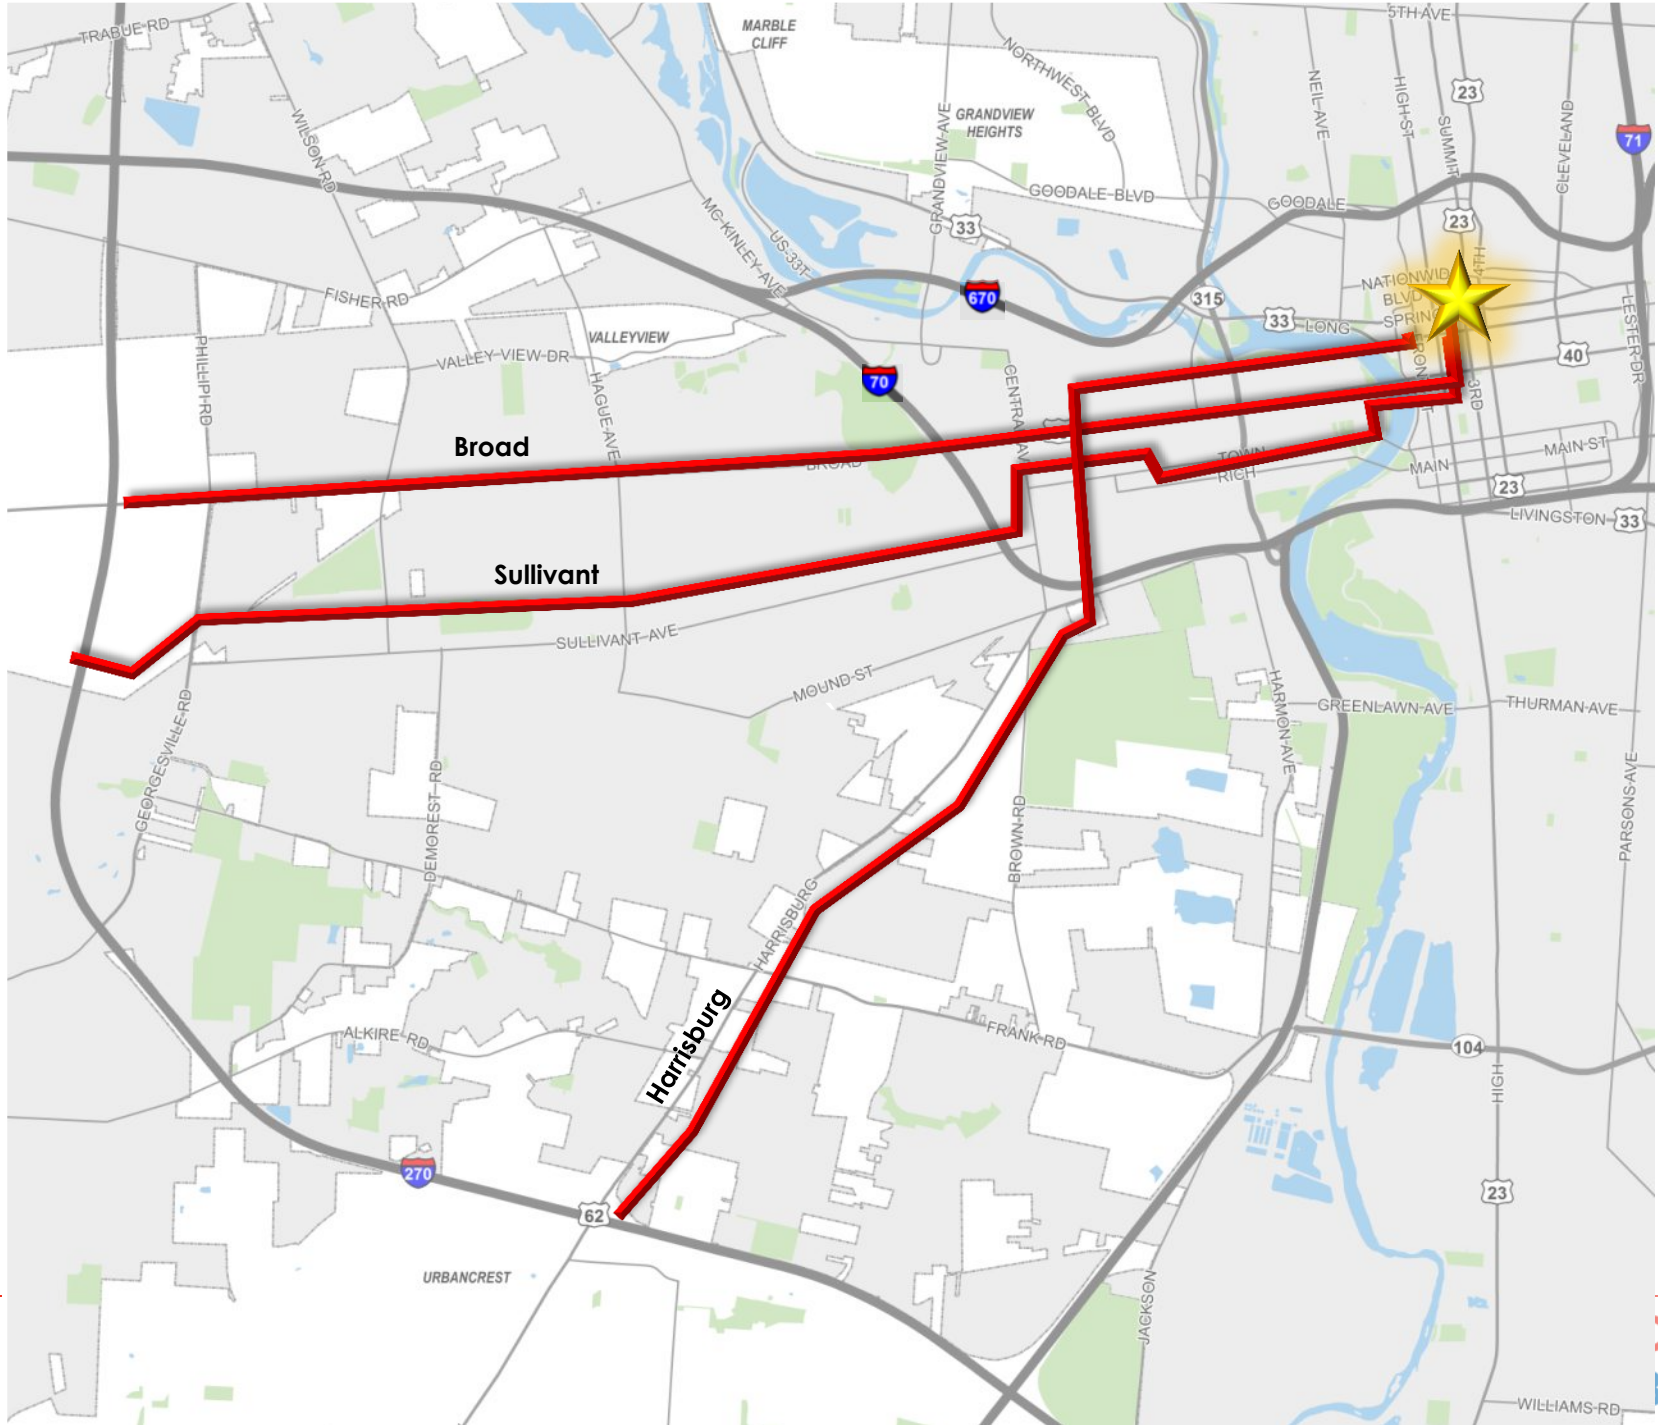 TRABUE RD
MARBLE
CLIFF
5TH AVE
NORTHWEST BLVD
NEIL AVE
HIGH ST
23
SUMMIT
CLEVELAND
71
WILSON RD
GRANDVIEW AVE
GRANDVIEW
HEIGHTS
GOODALE BLVD
GOODALE
23
33
MC KINLEY AVE
US-33T
4TH
FISHER RD
670
315
NATIONWID
BLVD
SPRING
33
LONG
LESTER DR
VALLEYVIEW
VALLEY VIEW DR
PHILLIPI RD
HAGUE AVE
70
CENTRAL AV
40
3RD
Broad
BROAD
TOWN
RICH
MAIN
MAIN ST
23
LIVINGSTON
33
Sullivant
SULLIVANT AVE
MOUND ST
HARMON AVE
GREENLAWN AVE
THURMAN AVE
GEORGESVILLE RD
DEMOREST RD
BROWN RD
PARSONS AVE
HARRISBURG
Harrisburg
ALKIRE RD
FRANK RD
104
HIGH
270
62
23
URBANCREST
JACKSON
WILLIAMS RD